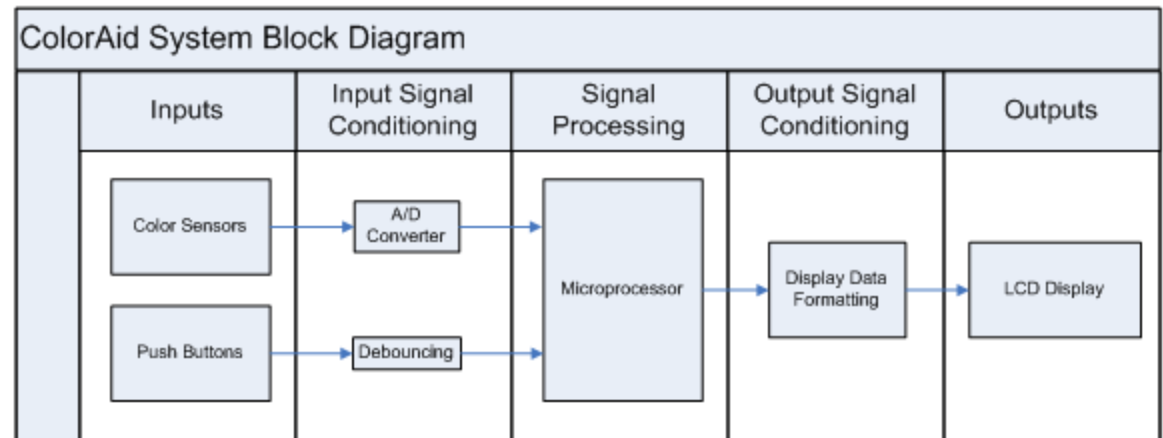 ColorAid System Block Diagram
Inputs
Input Signal
Conditioning
Signal
Processing
Output Signal
Conditioning
Outputs
Color Sensors
A/D
Converter
Microprocessor
Display Data
Formatting
LCD Display
Push Buttons
Debouncing